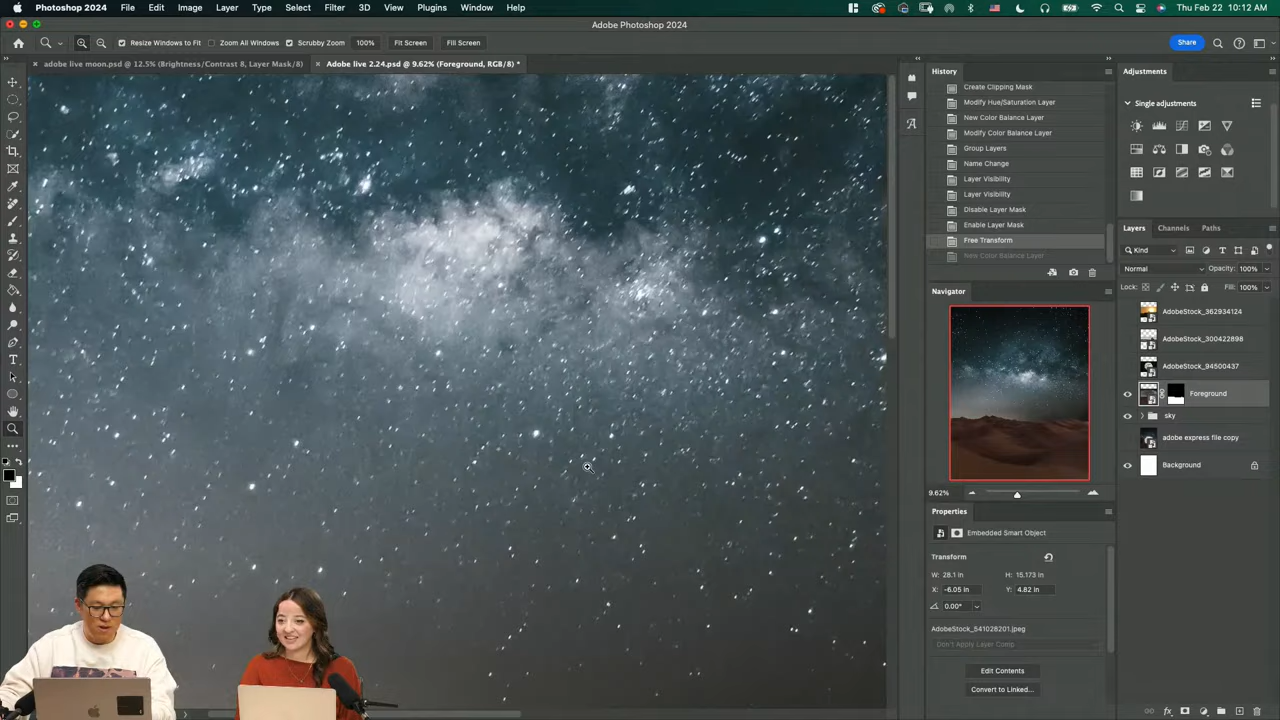 Photoshop 2024 File Edit Image Layer Type Select Filter 3D View Plugins Window Help Thu Feb 22 10:12 AM
Adobe Photoshop 2024
Resize Windows to Fit Zoom All Windows Scrubby Zoom 100% Fit Screen Fill Screen Share
adobe live moon.psd @ 12.5% (Brightness/Contrast 8, Layer Mask/8) Adobe live 2.24.psd @ 9.62% (Foreground, RGB/8) *
History
Create Clipping Mask
Modify Hue/Saturation Layer
New Color Balance Layer
Modify Color Balance Layer
Group Layers
Name Change
Layer Visibility
Layer Visibility
Disable Layer Mask
Enable Layer Mask
Free Transform
New Color Balance Layer
Navigator
9.62%
Properties
Embedded Smart Object
Transform
W: 28.1 in H: 15.173 in
X: -6.05 in Y: 4.82 in
0.00°
AdobeStock_541028201.jpeg
Don't Apply Layer Comp
Edit Contents
Convert to Linked...
Adjustments
Single adjustments
Layers Channels Paths
Kind
Normal Opacity: 100%
Lock: Fill: 100%
AdobeStock_362934124
AdobeStock_300422898
AdobeStock_94500437
Foreground
sky
adobe express file copy
Background